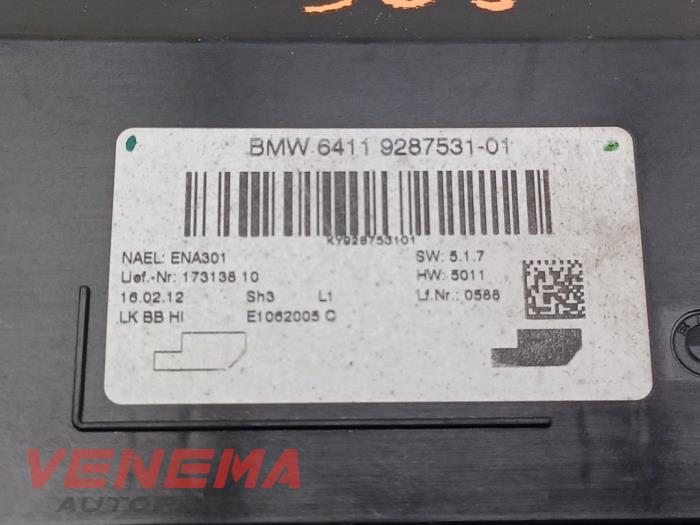 BMW 6411 9287531-01
KY928753101
NAEL: ENA301 SW: 5.1.7
Lief.-Nr: 173138 10 HW: 5011
16.02.12 Sh3 L1 Lf.Nr.: 0588
LK BB HI E1062005 C
VENEMA